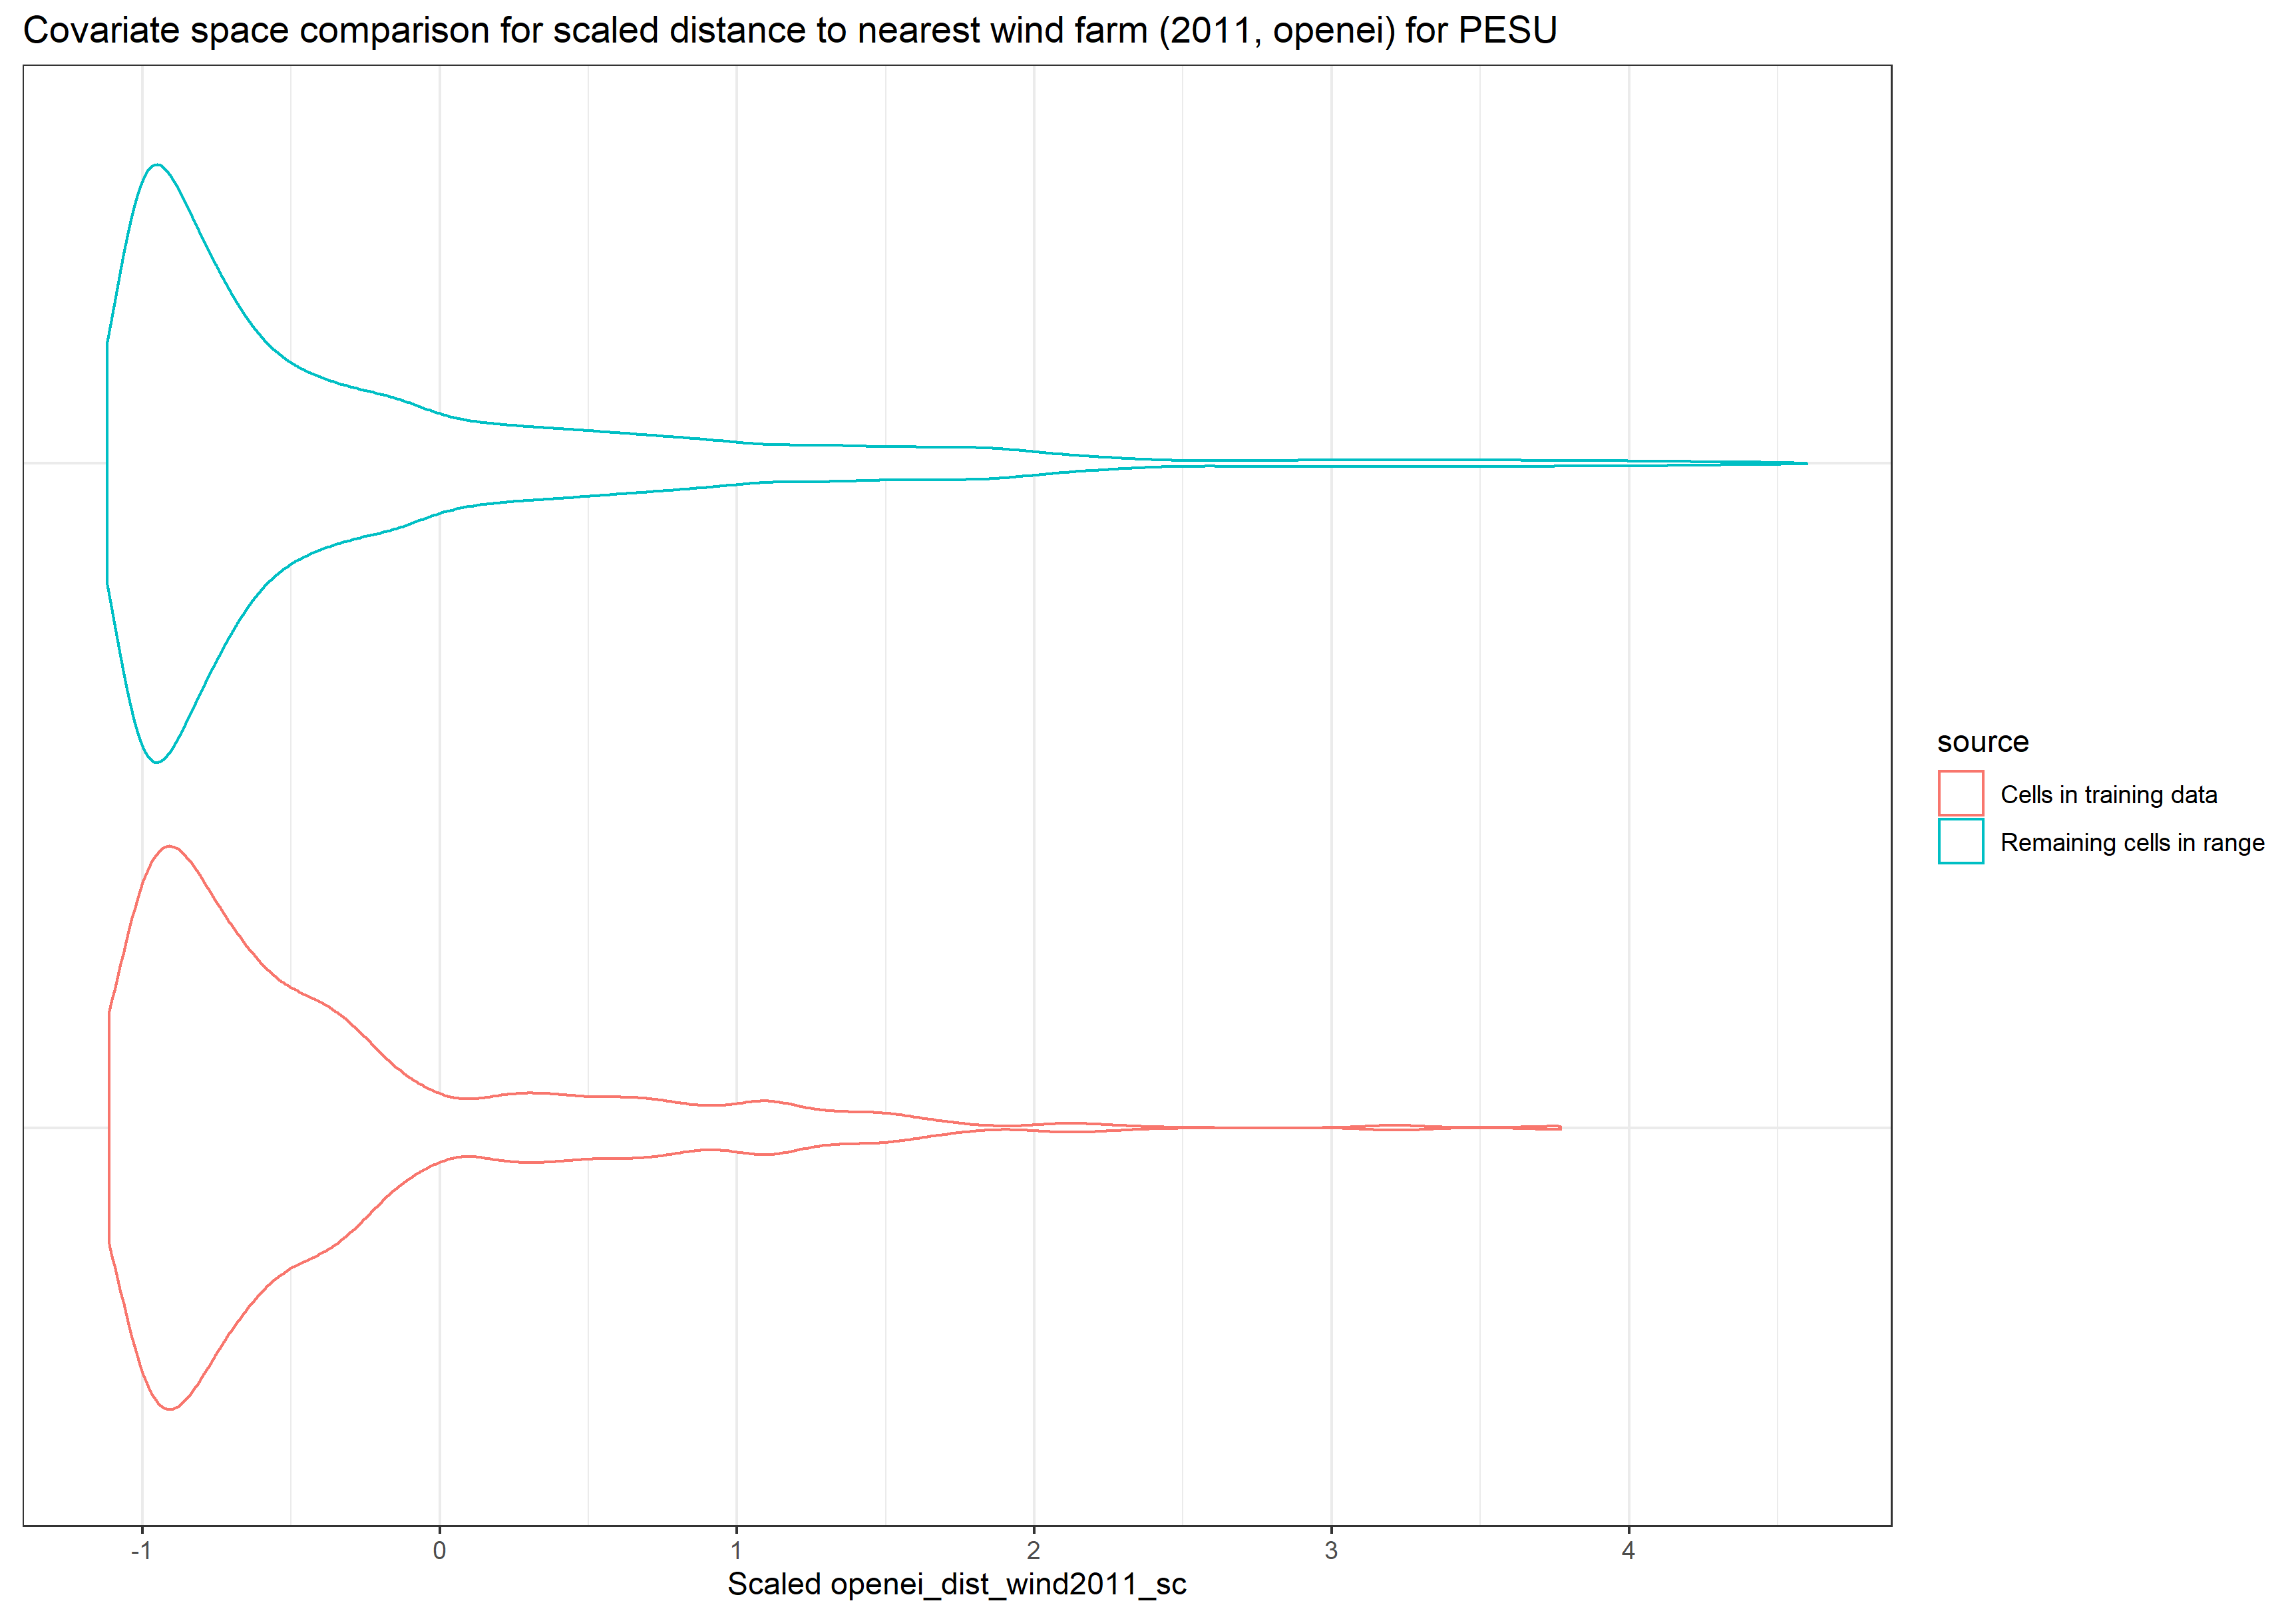 Covariate space comparison for scaled distance to nearest wind farm (2011, openei) for PESU
source
Cells in training data
Remaining cells in range
-1 0 1 2 3 4
Scaled openei_dist_wind2011_sc